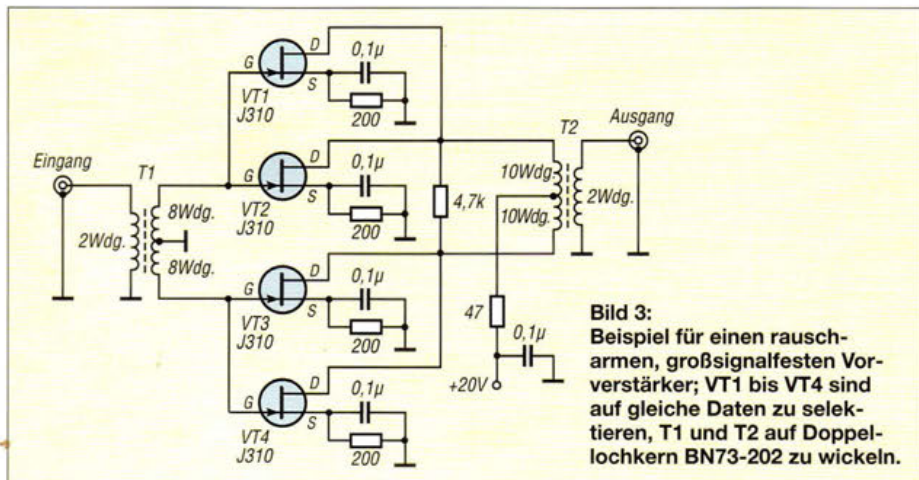 D
0,1µ
G
S
VT1
J310
200
Eingang
T1
D
0,1µ
T2
Ausgang
G
10Wdg.
8Wdg.
VT2
J310
S
200
4,7k
10Wdg.
2Wdg.
2Wdg.
8Wdg.
D
0,1µ
G
S
VT3
J310
200
47
0,1µ
+20V
D
0,1µ
G
S
VT4
J310
200
Bild 3:
Beispiel für einen rausch-
armen, großsignalfesten Vor-
verstärker; VT1 bis VT4 sind
auf gleiche Daten zu selek-
tieren, T1 und T2 auf Doppel-
lochkern BN73-202 zu wickeln.